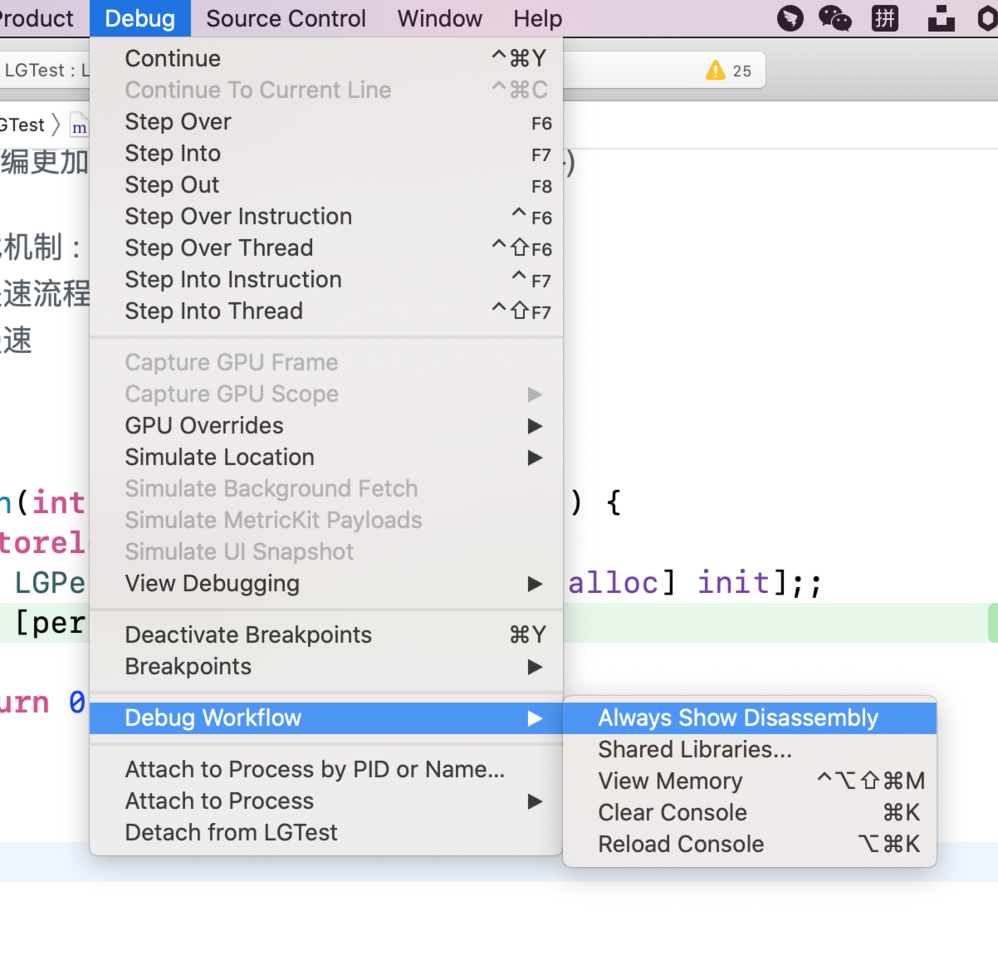 Product Debug Source Control Window Help 拼
LGTest : L 25
GTest 〉 m
编更加 )
机制：
速流程
速
Continue ^⌘Y
Continue To Current Line ^⌘C
Step Over F6
Step Into F7
Step Out F8
Step Over Instruction ^F6
Step Over Thread ^⇧F6
Step Into Instruction ^F7
Step Into Thread ^⇧F7
Capture GPU Frame
Capture GPU Scope ▶
GPU Overrides ▶
Simulate Location ▶
Simulate Background Fetch
Simulate MetricKit Payloads
Simulate UI Snapshot
View Debugging ▶
Deactivate Breakpoints ⌘Y
Breakpoints ▶
Debug Workflow ▶
Attach to Process by PID or Name...
Attach to Process ▶
Detach from LGTest
Always Show Disassembly
Shared Libraries...
View Memory ^⌥⇧⌘M
Clear Console ⌘K
Reload Console ⌥⌘K
n(int ) {
torel
LGPe alloc] init];;
[per
urn 0